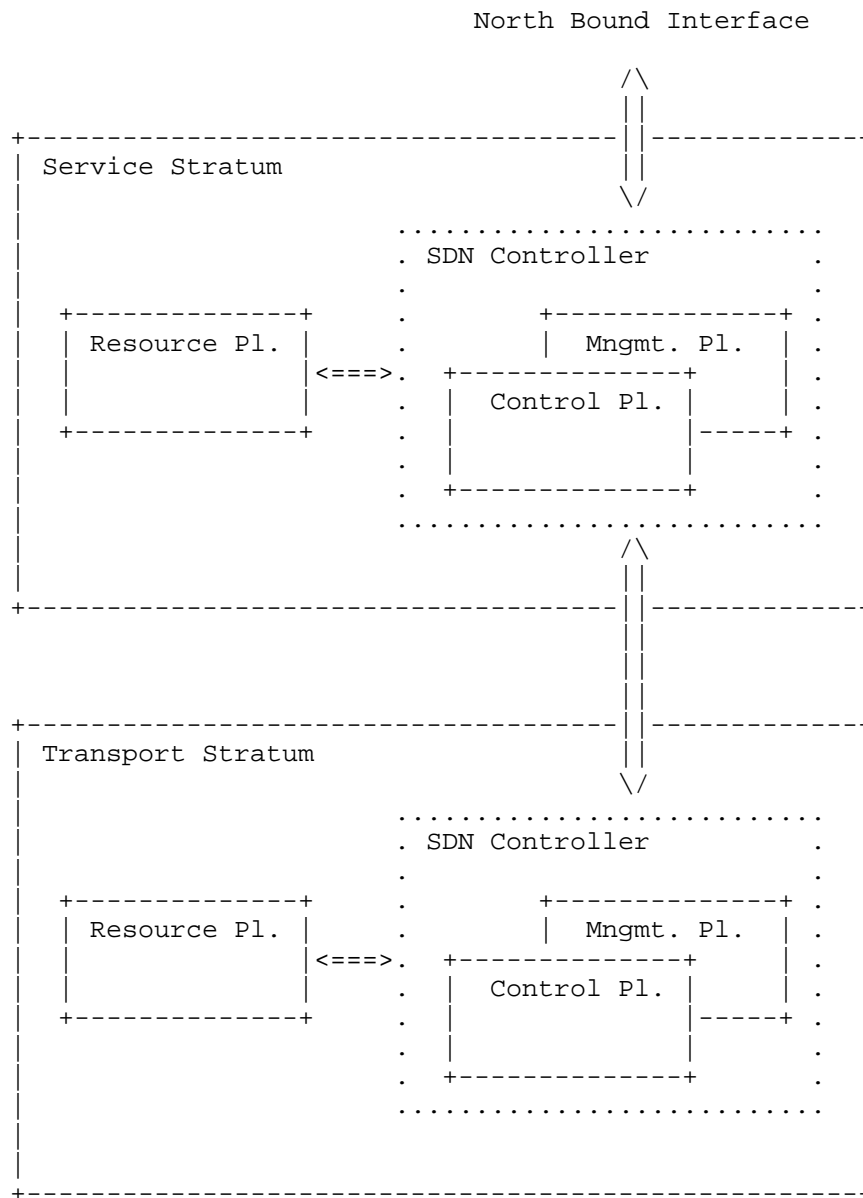 North Bound Interface
Service Stratum
SDN Controller
Resource Pl.
Mngmt. Pl.
<===>
Control Pl.
Transport Stratum
SDN Controller
Resource Pl.
Mngmt. Pl.
<===>
Control Pl.